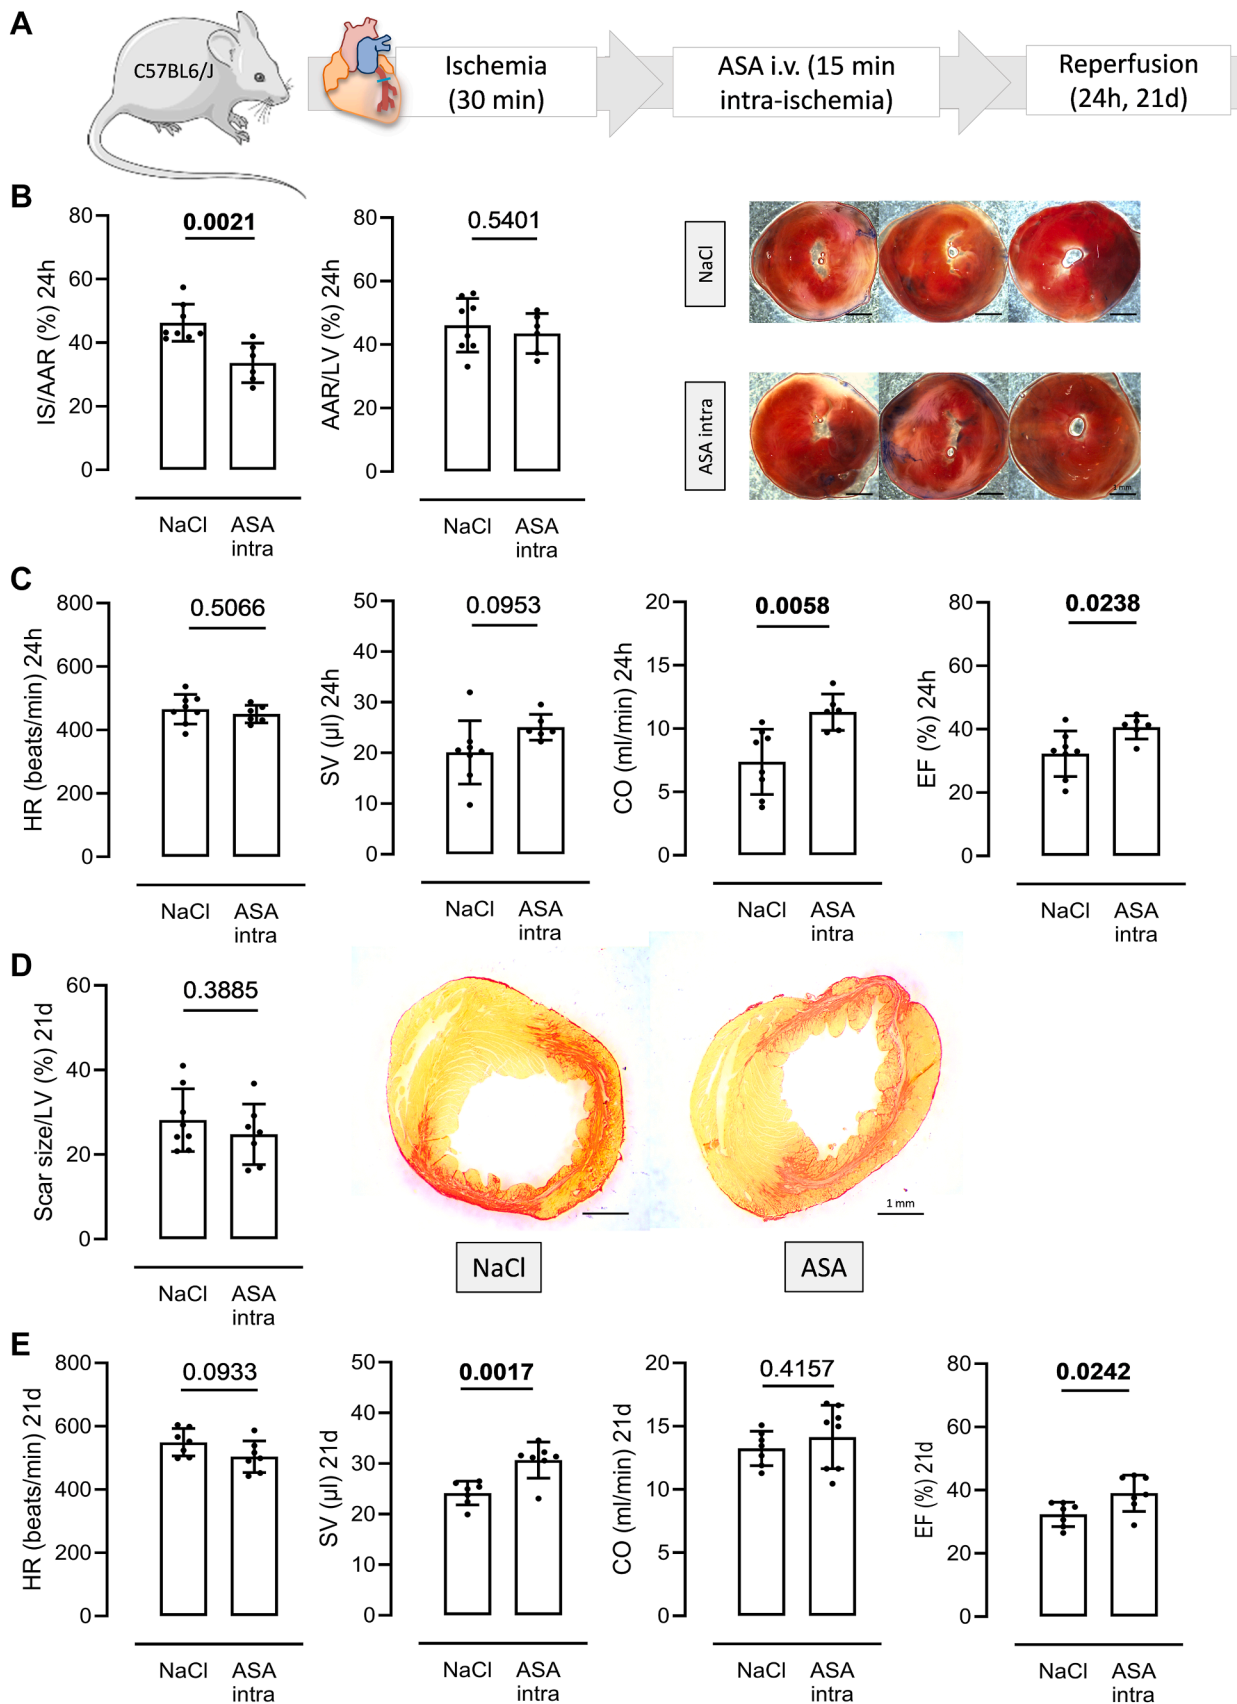 A
C57BL6/J
Ischemia
(30 min)
ASA i.v. (15 min
intra-ischemia)
Reperfusion
(24h, 21d)
B
IS/AAR (%) 24h
80
60
40
20
0
0.0021
NaCl
ASA
intra
AAR/LV (%) 24h
80
60
40
20
0
0.5401
NaCl
ASA
intra
NaCl
ASA intra
1 mm
C
HR (beats/min) 24h
800
600
400
200
0
0.5066
NaCl
ASA
intra
SV (µl) 24h
50
40
30
20
10
0
0.0953
NaCl
ASA
intra
CO (ml/min) 24h
20
15
10
5
0
0.0058
NaCl
ASA
intra
EF (%) 24h
80
60
40
20
0
0.0238
NaCl
ASA
intra
D
Scar size/LV (%) 21d
60
40
20
0
0.3885
NaCl
ASA
intra
1 mm
NaCl
ASA
E
HR (beats/min) 21d
800
600
400
200
0
0.0933
NaCl
ASA
intra
SV (µl) 21d
50
40
30
20
10
0
0.0017
NaCl
ASA
intra
CO (ml/min) 21d
20
15
10
5
0
0.4157
NaCl
ASA
intra
EF (%) 21d
80
60
40
20
0
0.0242
NaCl
ASA
intra